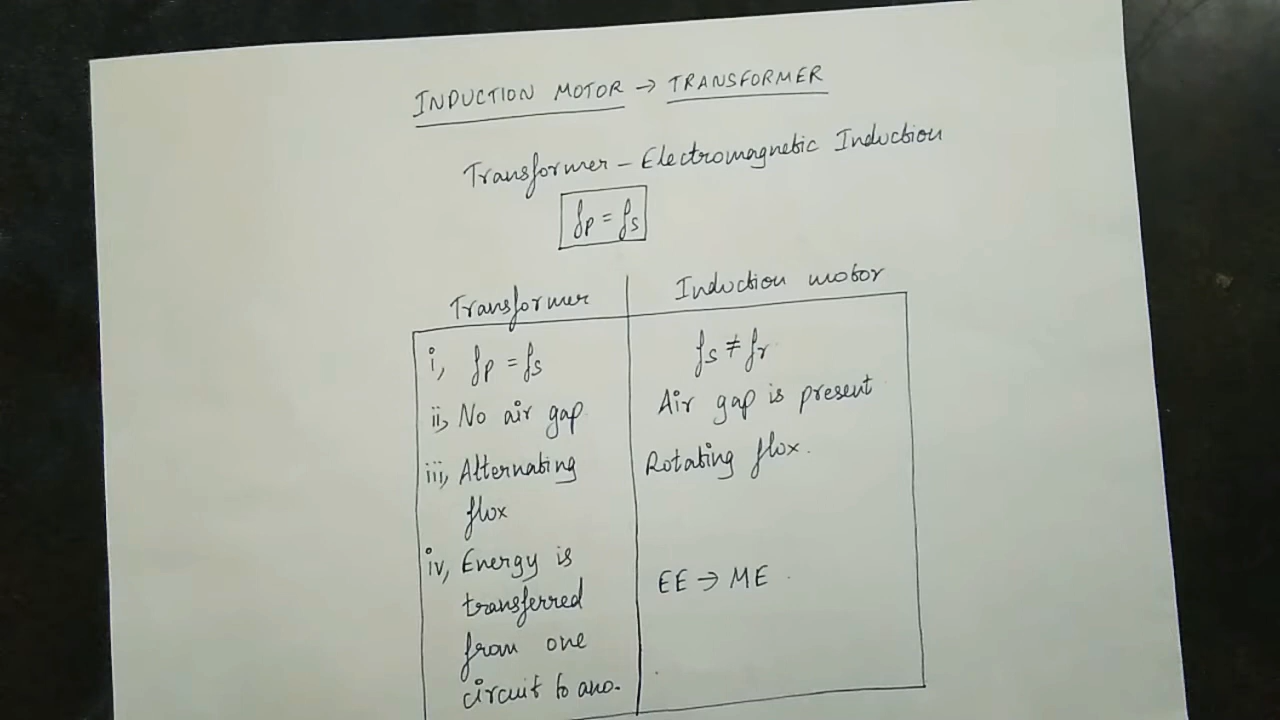 INDUCTION MOTOR → TRANSFORMER
Transformer - Electromagnetic Induction
fp = fs
Transformer Induction motor
i, fp = fs fs ≠ fr
ii, No air gap Air gap is present
iii, Alternating Rotating flux.
flux
iv, Energy is EE → ME
transferred
from one
circuit to ano.